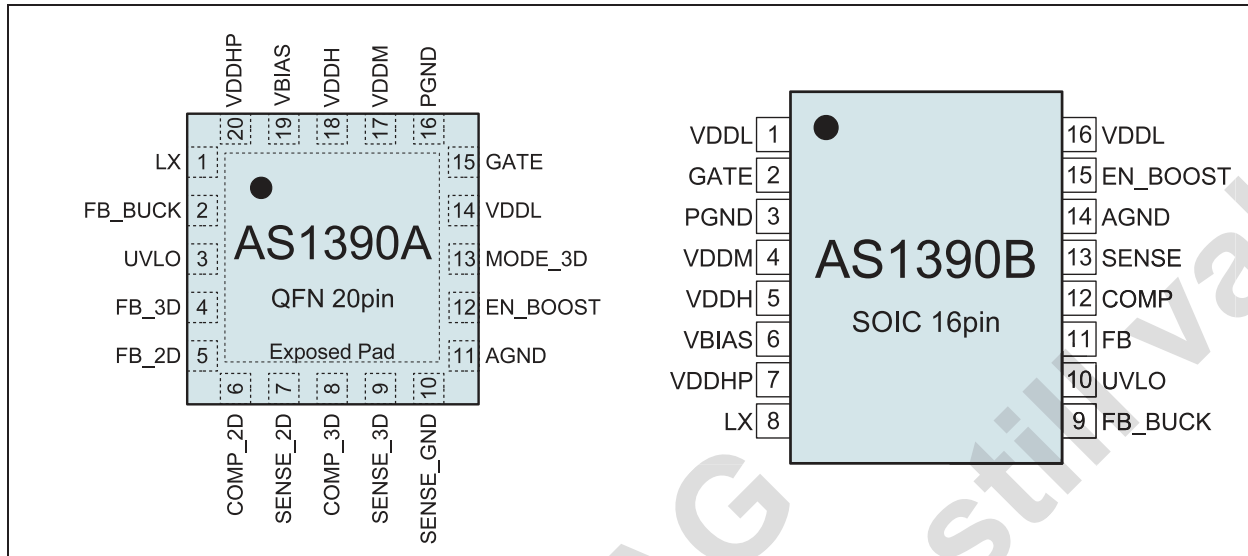 VDDHP
VBIAS
VDDH
VDDM
PGND
20 19 18 17 16
LX 1
FB_BUCK 2
UVLO 3
FB_3D 4
FB_2D 5
AS1390A
QFN 20pin
Exposed Pad
15 GATE
14 VDDL
13 MODE_3D
12 EN_BOOST
11 AGND
6 7 8 9 10
COMP_2D
SENSE_2D
COMP_3D
SENSE_3D
SENSE_GND
VDDL 1
GATE 2
PGND 3
VDDM 4
VDDH 5
VBIAS 6
VDDHP 7
LX 8
AS1390B
SOIC 16pin
16 VDDL
15 EN_BOOST
14 AGND
13 SENSE
12 COMP
11 FB
10 UVLO
9 FB_BUCK
AG
still